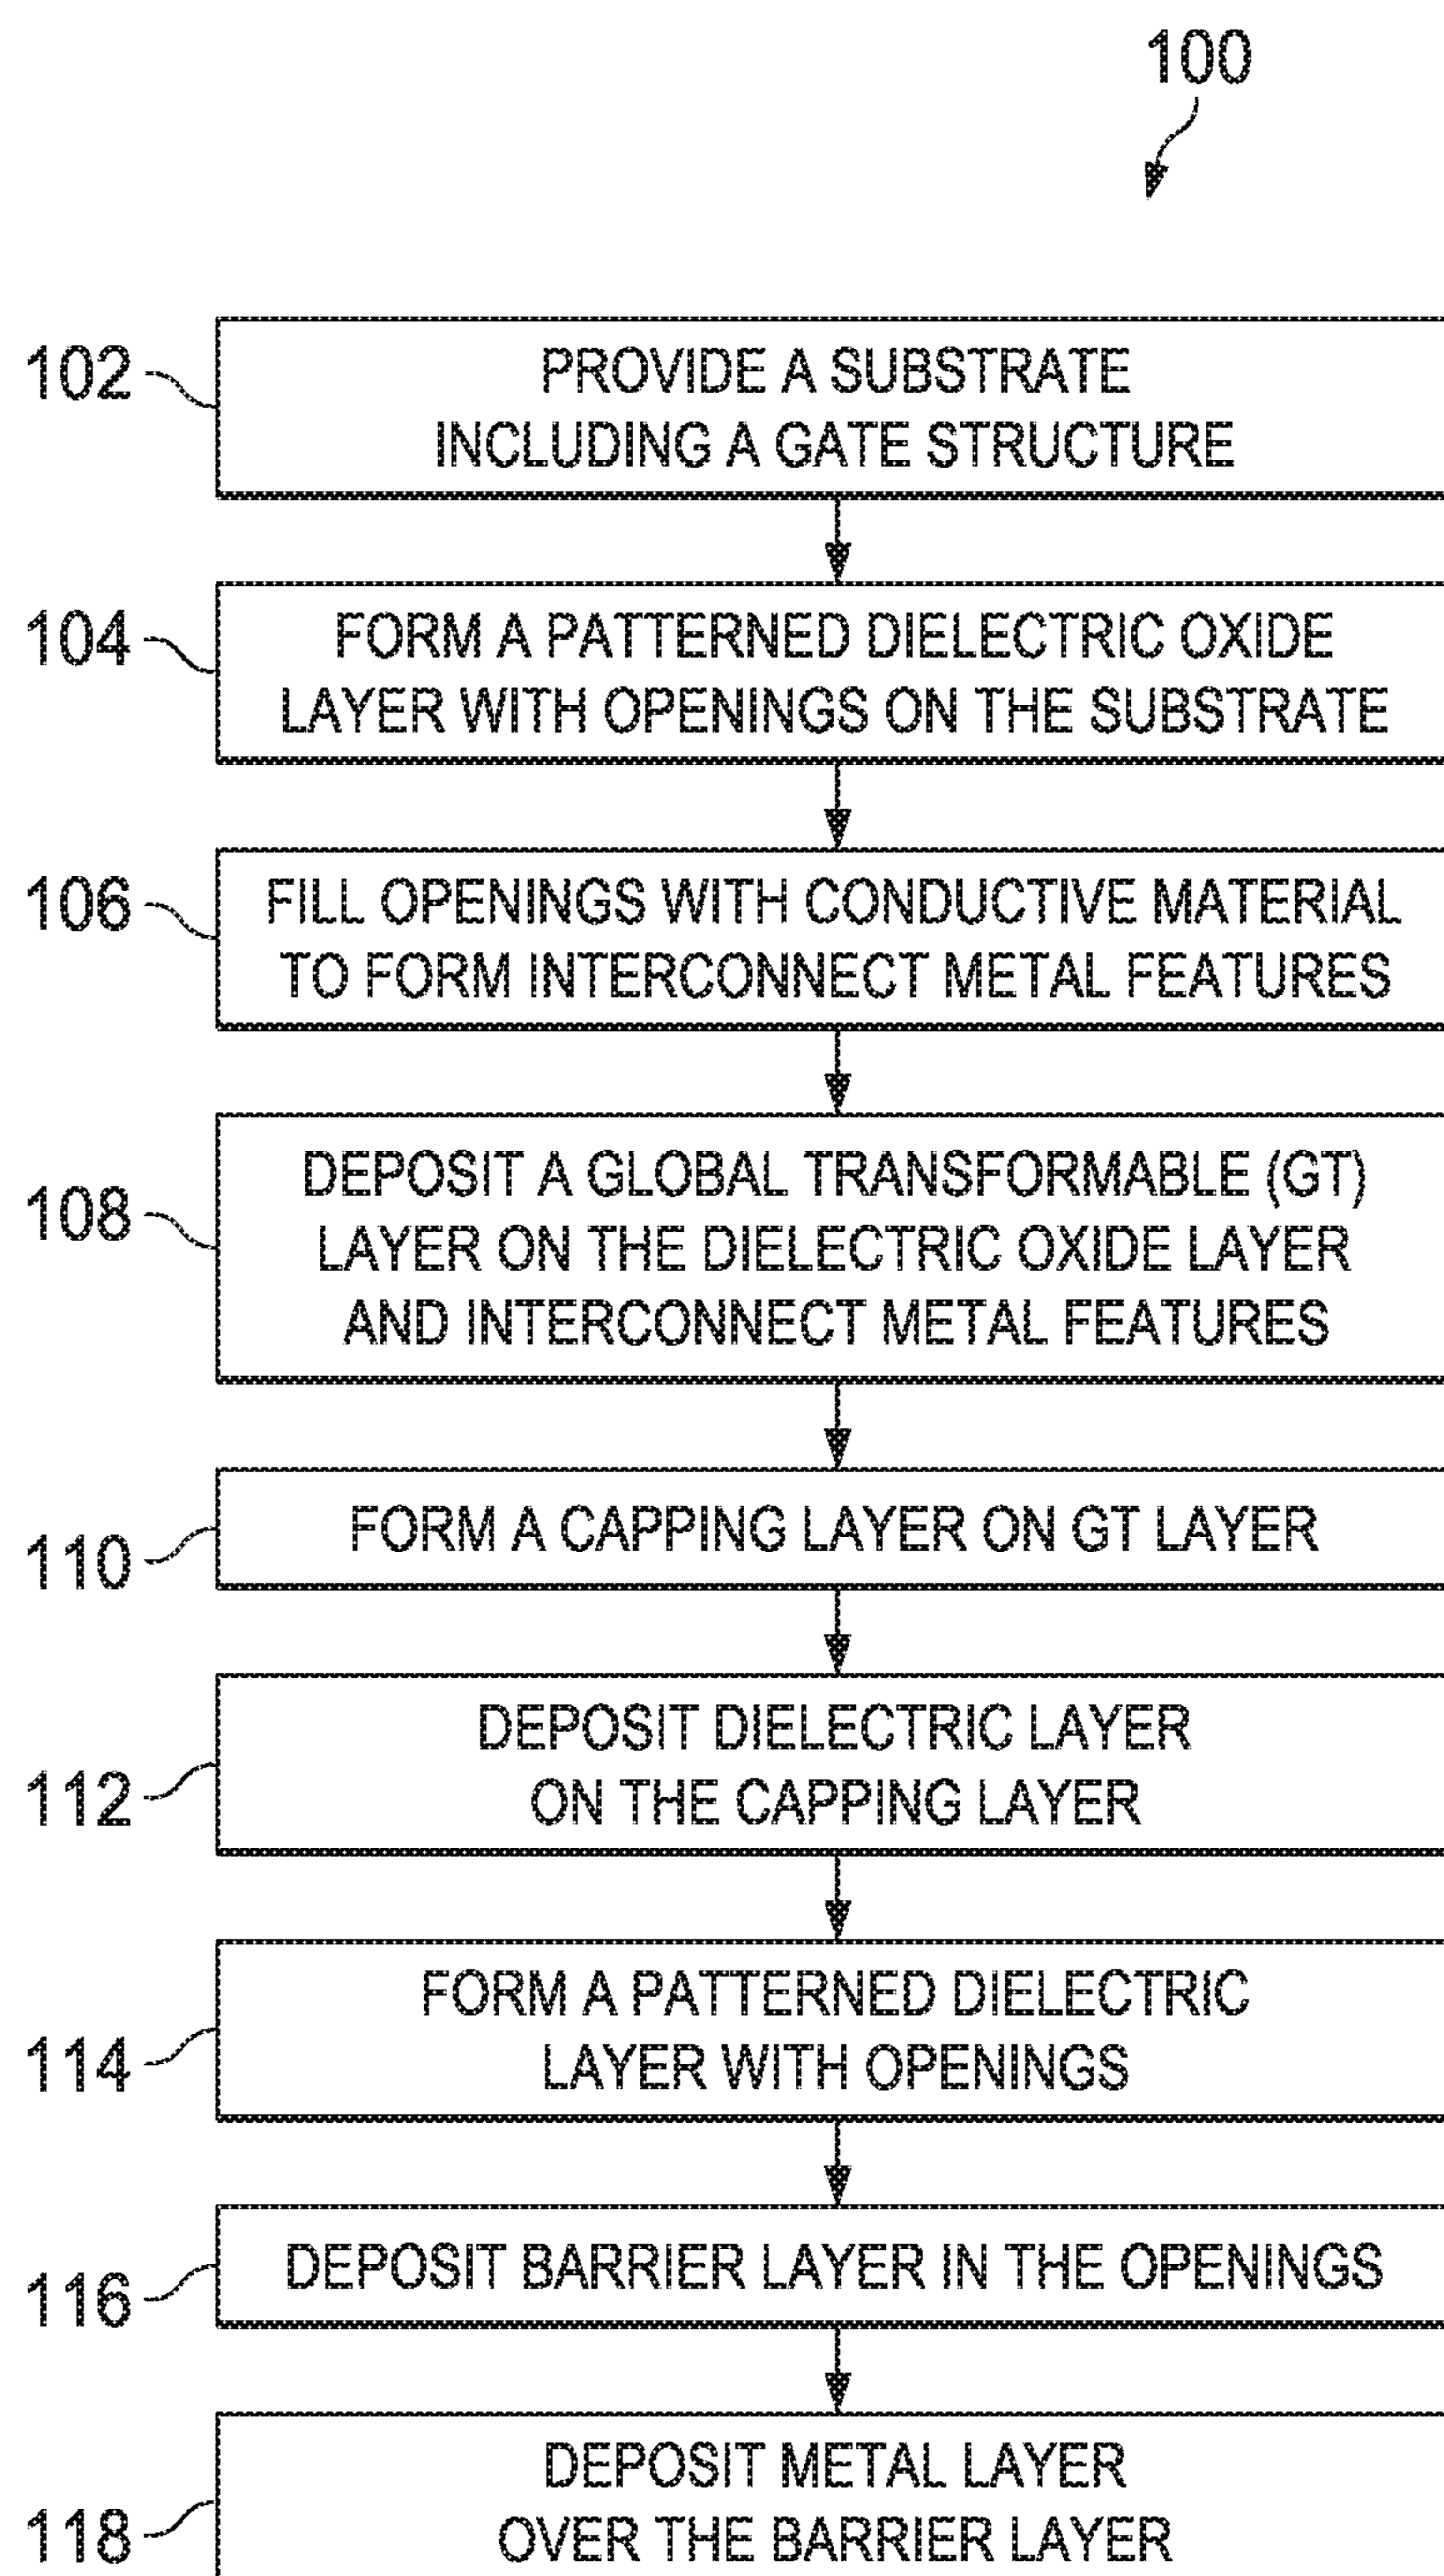 100
102
PROVIDE A SUBSTRATE
INCLUDING A GATE STRUCTURE
104
FORM A PATTERNED DIELECTRIC OXIDE
LAYER WITH OPENINGS ON THE SUBSTRATE
106
FILL OPENINGS WITH CONDUCTIVE MATERIAL
TO FORM INTERCONNECT METAL FEATURES
108
DEPOSIT A GLOBAL TRANSFORMABLE (GT)
LAYER ON THE DIELECTRIC OXIDE LAYER
AND INTERCONNECT METAL FEATURES
110
FORM A CAPPING LAYER ON GT LAYER
112
DEPOSIT DIELECTRIC LAYER
ON THE CAPPING LAYER
114
FORM A PATTERNED DIELECTRIC
LAYER WITH OPENINGS
116
DEPOSIT BARRIER LAYER IN THE OPENINGS
118
DEPOSIT METAL LAYER
OVER THE BARRIER LAYER